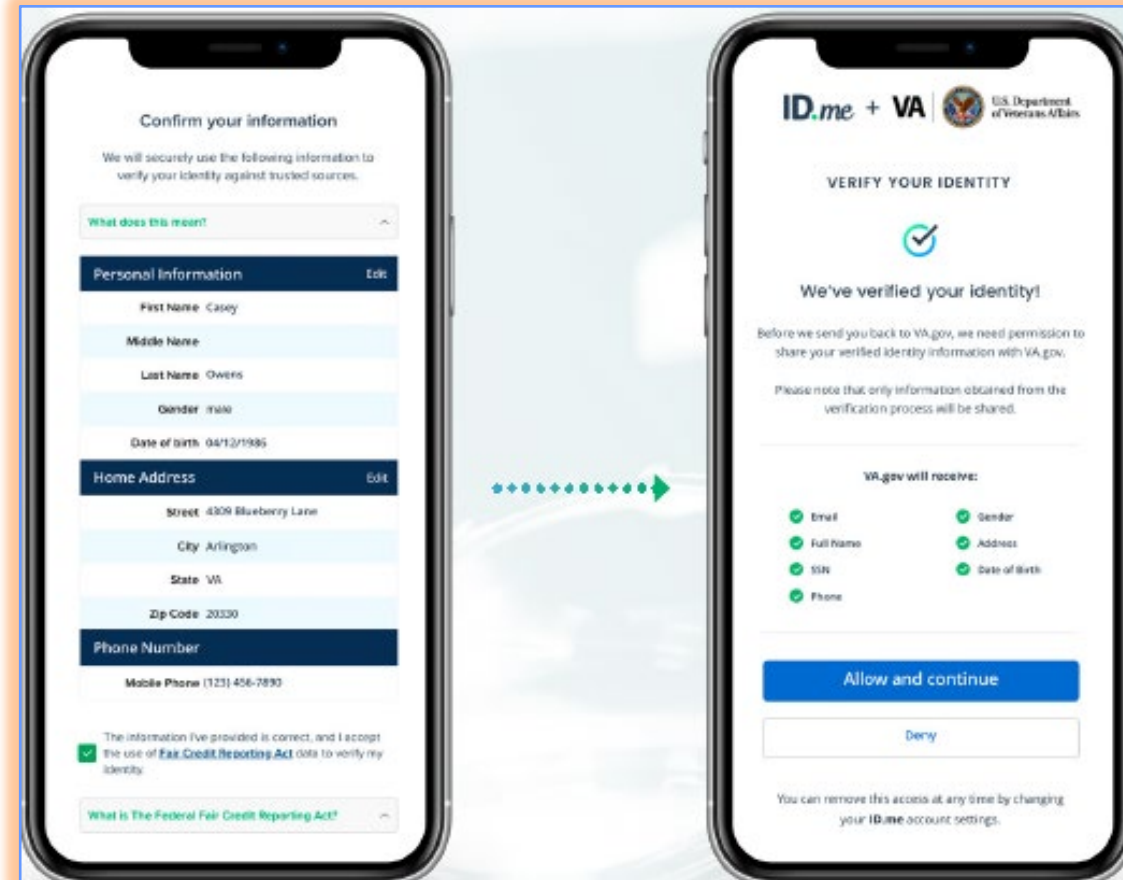 Confirm your information
We will securely use the following information to
verify your identity against trusted sources.
What does this mean?
Personal Information Edit
First Name Casey
Middle Name
Last Name Owens
Gender male
Date of birth 04/12/1986
Home Address Edit
Street 4309 Blueberry Lane
City Arlington
State VA
Zip Code 20330
Phone Number
Mobile Phone (123) 456-7890
The information I've provided is correct, and I accept
the use of Fair Credit Reporting Act data to verify my
identity.
What is The Federal Fair Credit Reporting Act?
ID.me + VA U.S. Department
of Veterans Affairs
VERIFY YOUR IDENTITY
We've verified your identity!
Before we send you back to VA.gov, we need permission to
share your verified identity information with VA.gov.
Please note that only information obtained from the
verification process will be shared.
VA.gov will receive:
Email Gender
Full Name Address
SSN Date of Birth
Phone
Allow and continue
Deny
You can remove this access at any time by changing
your ID.me account settings.